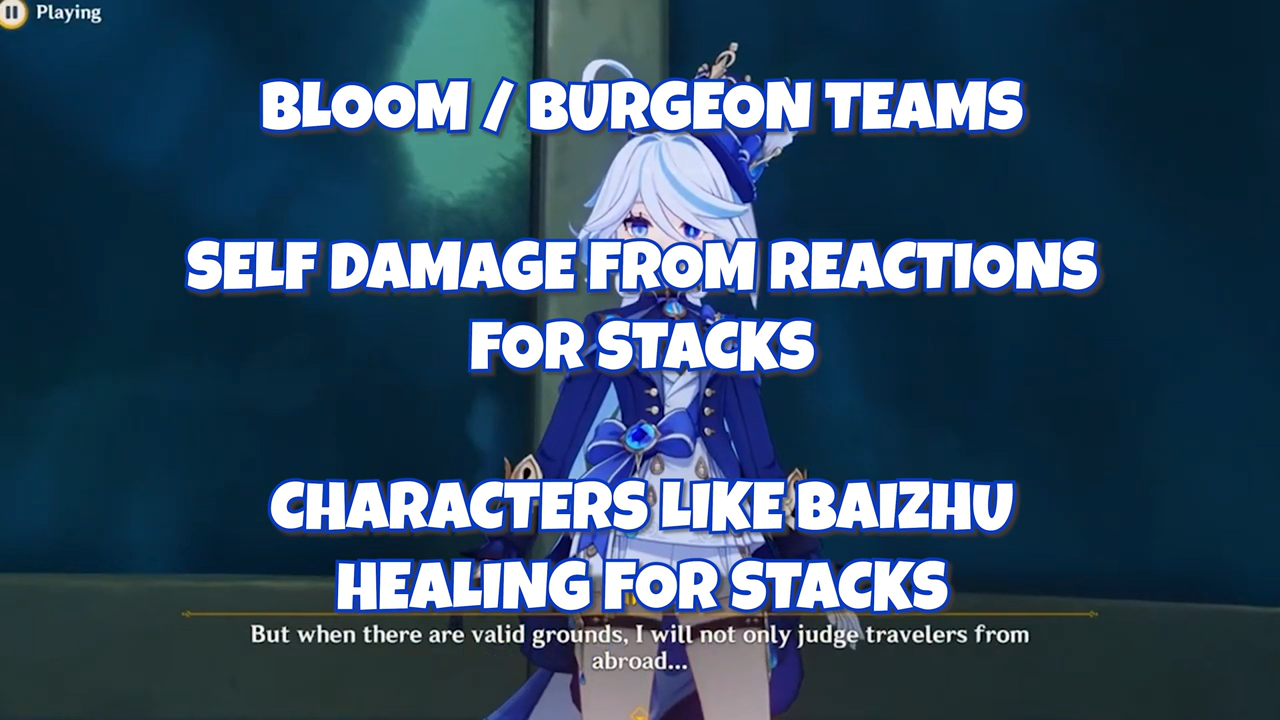 Playing
BLOOM / BURGEON TEAMS
SELF DAMAGE FROM REACTIONS
FOR STACKS
CHARACTERS LIKE BAIZHU
HEALING FOR STACKS
But when there are valid grounds, I will not only judge travelers from
abroad...